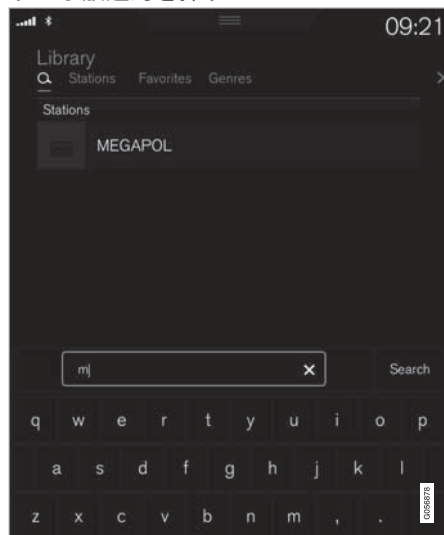 09:21
Library
Stations Favorites Genres
Stations
MEGAPOL
m
Search
q w e r t y u i o p
a s d f g h j k l
z x c v b n m , .
G056878